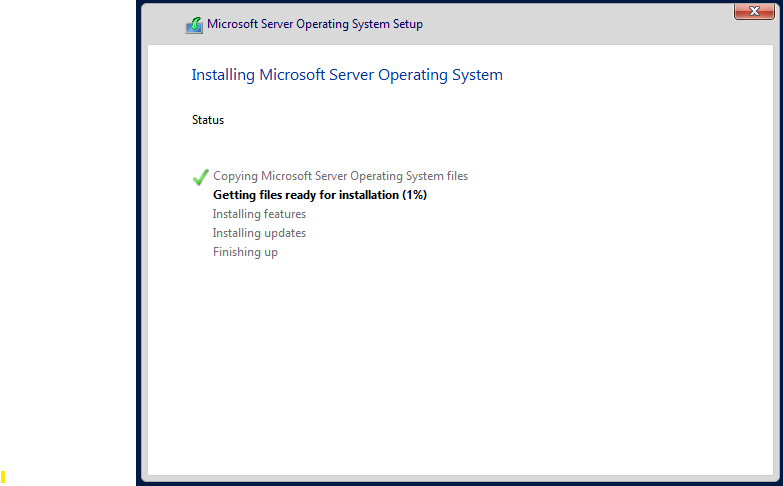 Microsoft Server Operating System Setup
Installing Microsoft Server Operating System
Status
Copying Microsoft Server Operating System files
Getting files ready for installation (1%)
Installing features
Installing updates
Finishing up